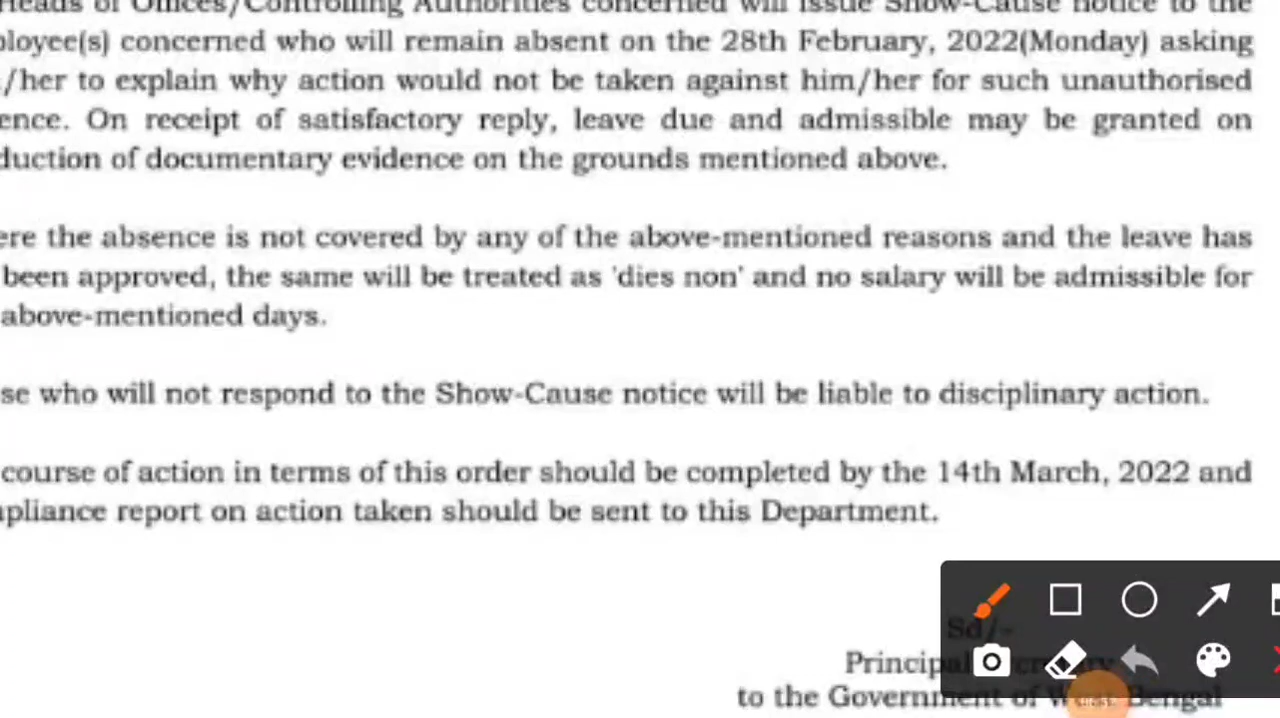 Heads of Offices/Controlling Authorities concerned will issue Show-Cause notice to the
ployee(s) concerned who will remain absent on the 28th February, 2022(Monday) asking
/her to explain why action would not be taken against him/her for such unauthorised
ence. On receipt of satisfactory reply, leave due and admissible may be granted on
duction of documentary evidence on the grounds mentioned above.
ere the absence is not covered by any of the above-mentioned reasons and the leave has
been approved, the same will be treated as 'dies non' and no salary will be admissible for
above-mentioned days.
se who will not respond to the Show-Cause notice will be liable to disciplinary action.
course of action in terms of this order should be completed by the 14th March, 2022 and
pliance report on action taken should be sent to this Department.
Sd/-
Principal
to the Government of West Bengal